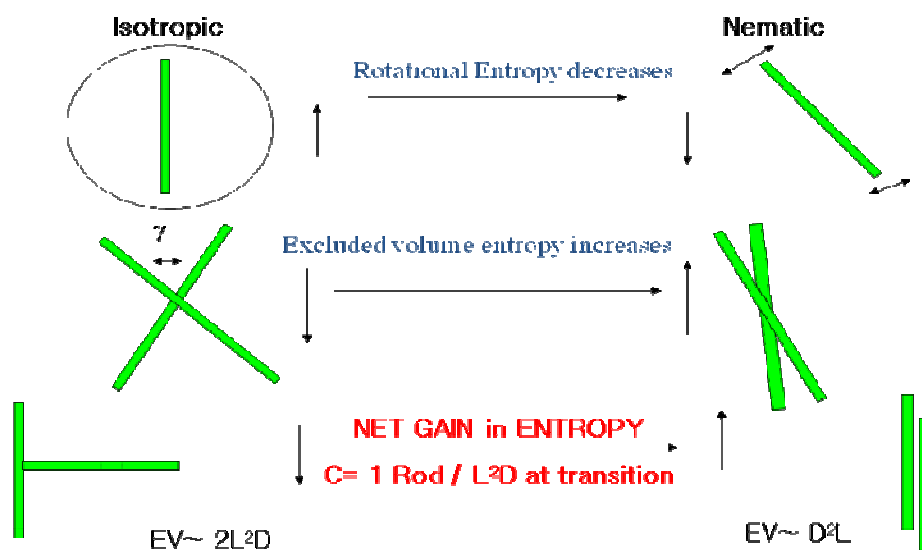 Isotropic
Nematic
Rotational Entropy decreases
γ
Excluded volume entropy increases
NET GAIN in ENTROPY
C= 1 Rod / L²D at transition
EV~ 2L²D
EV~ D²L